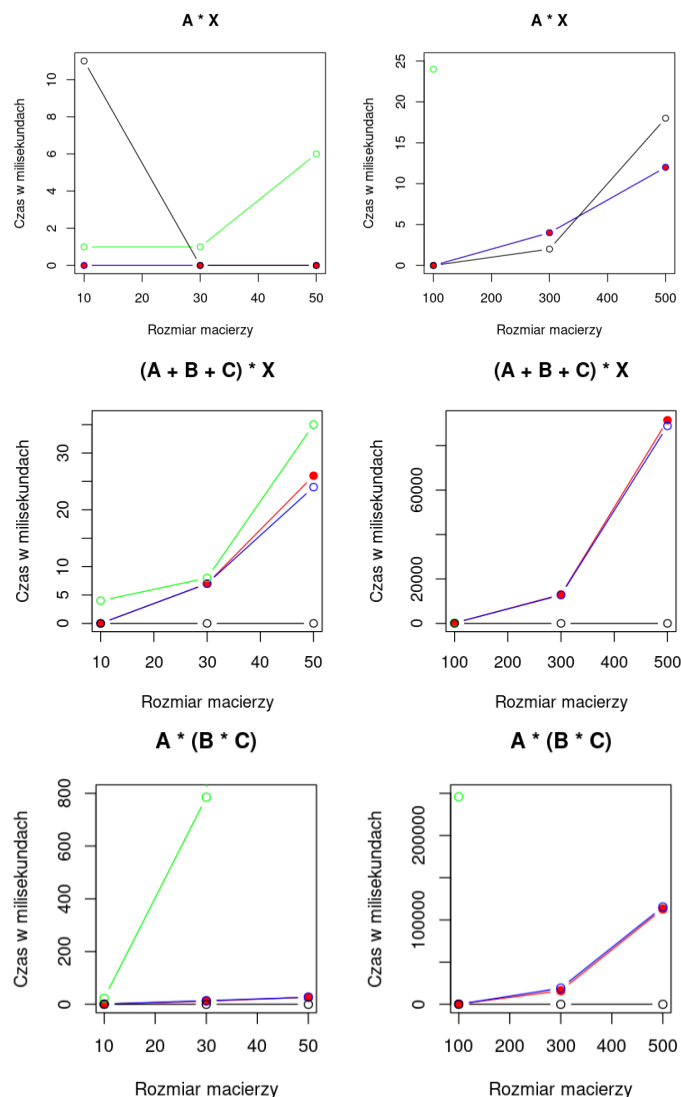 A * X
Czas w milisekundach
10
8
6
4
2
0
10 20 30 40 50
Rozmiar macierzy
A * X
Czas w milisekundach
25
20
15
10
5
0
100 200 300 400 500
Rozmiar macierzy
(A + B + C) * X
Czas w milisekundach
30
20
10
5
0
10 20 30 40 50
Rozmiar macierzy
(A + B + C) * X
Czas w milisekundach
60000
20000
0
100 200 300 400 500
Rozmiar macierzy
A * (B * C)
Czas w milisekundach
800
600
400
200
0
10 20 30 40 50
Rozmiar macierzy
A * (B * C)
Czas w milisekundach
200000
100000
0
100 200 300 400 500
Rozmiar macierzy